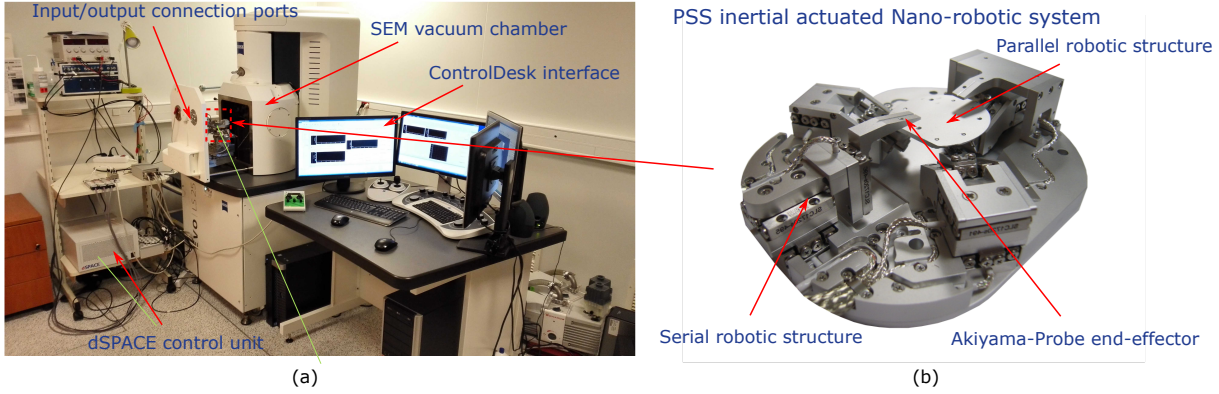 Input/output connection ports
SEM vacuum chamber
ControlDesk interface
dSPACE
dSPACE control unit
(a)
PSS inertial actuated Nano-robotic system
Parallel robotic structure
Serial robotic structure
Akiyama-Probe end-effector
(b)